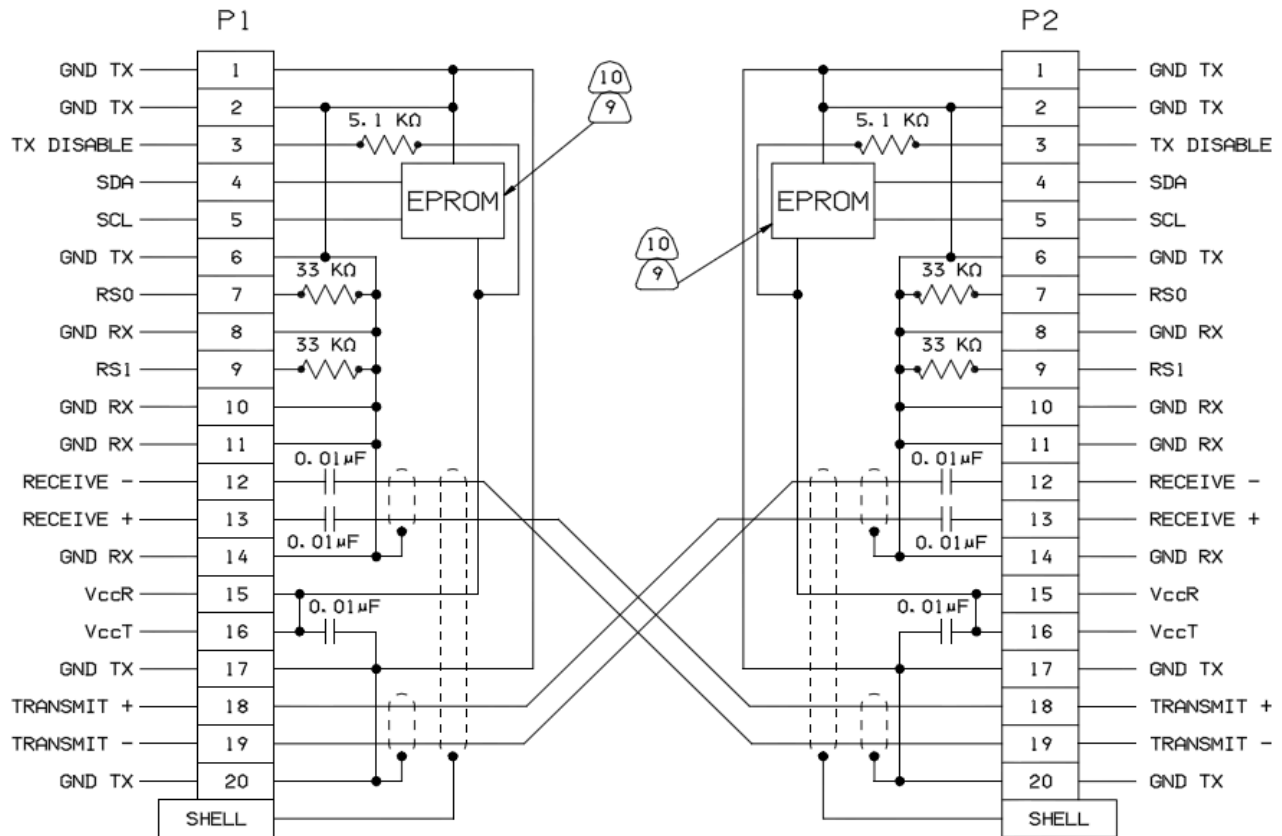 P1 P2
GND TX 1 1 GND TX
10 
GND TX 2 2 GND TX
9
5.1 KΩ 5.1 KΩ
TX DISABLE 3 3 TX DISABLE
SDA 4 4 SDA
EPROM EPROM
SCL 5 5 SCL
10
GND TX 6 6 GND TX
9
33 KΩ 33 KΩ
RS0 7 7 RS0
GND RX 8 8 GND RX
33 KΩ 33 KΩ
RS1 9 9 RS1
GND RX 10 10 GND RX
GND RX 11 11 GND RX
0.01µF 0.01µF
RECEIVE - 12 12 RECEIVE -
RECEIVE + 13 13 RECEIVE +
0.01µF 0.01µF
GND RX 14 14 GND RX
VccR 15 15 VccR
0.01µF 0.01µF
VccT 16 16 VccT
GND TX 17 17 GND TX
TRANSMIT + 18 18 TRANSMIT +
TRANSMIT - 19 19 TRANSMIT -
GND TX 20 20 GND TX
SHELL SHELL